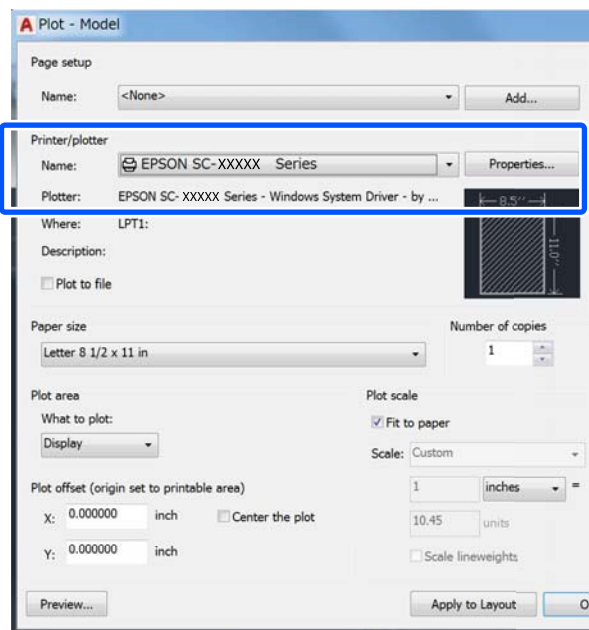 A Plot - Model
Page setup
Name: <None> Add...
Printer/plotter
Name: EPSON SC-XXXXX Series Properties...
Plotter: EPSON SC- XXXXX Series - Windows System Driver - by ...
Where: LPT1:
Description:
Plot to file
8.5''
11.0''
Paper size
Letter 8 1/2 x 11 in
Number of copies
1
Plot area
What to plot:
Display
Plot scale
Fit to paper
Scale: Custom
1 inches =
10.45 units
Scale lineweights
Plot offset (origin set to printable area)
X: 0.000000 inch Center the plot
Y: 0.000000 inch
Preview... Apply to Layout O